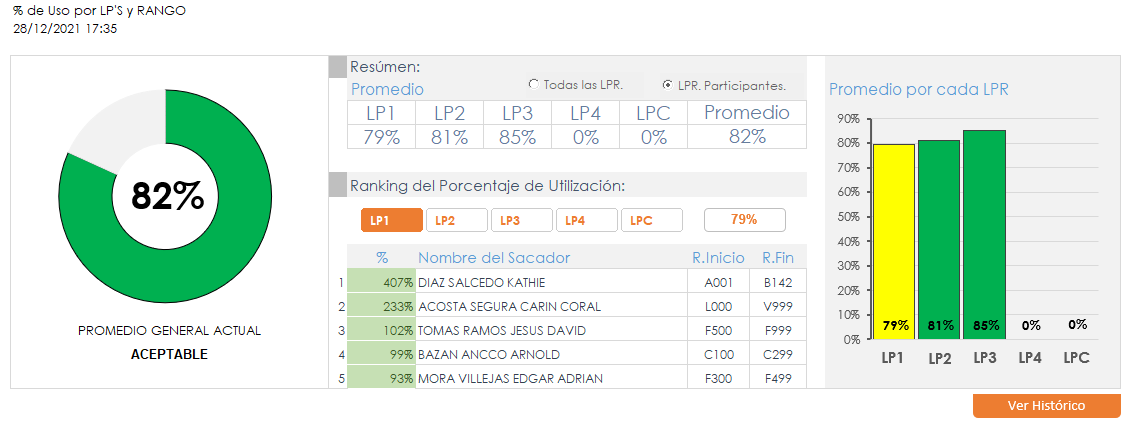 % de Uso por LP'S y RANGO
28/12/2021 17:35
82%
PROMEDIO GENERAL ACTUAL
ACEPTABLE
Resúmen:
Promedio
Todas las LPR.
LPR. Participantes.
LP1 LP2 LP3 LP4 LPC Promedio
79% 81% 85% 0% 0% 82%
Ranking del Porcentaje de Utilización:
LP1 LP2 LP3 LP4 LPC 79%
% Nombre del Sacador R.Inicio R.Fin
1 407% DIAZ SALCEDO KATHIE A001 B142
2 233% ACOSTA SEGURA CARIN CORAL L000 V999
3 102% TOMAS RAMOS JESUS DAVID F500 F999
4 99% BAZAN ANCCO ARNOLD C100 C299
5 93% MORA VILLEJAS EDGAR ADRIAN F300 F499
Promedio por cada LPR
90%
80%
70%
60%
50%
40%
30%
20%
10%
0%
79% 81% 85% 0% 0%
LP1 LP2 LP3 LP4 LPC
Ver Histórico